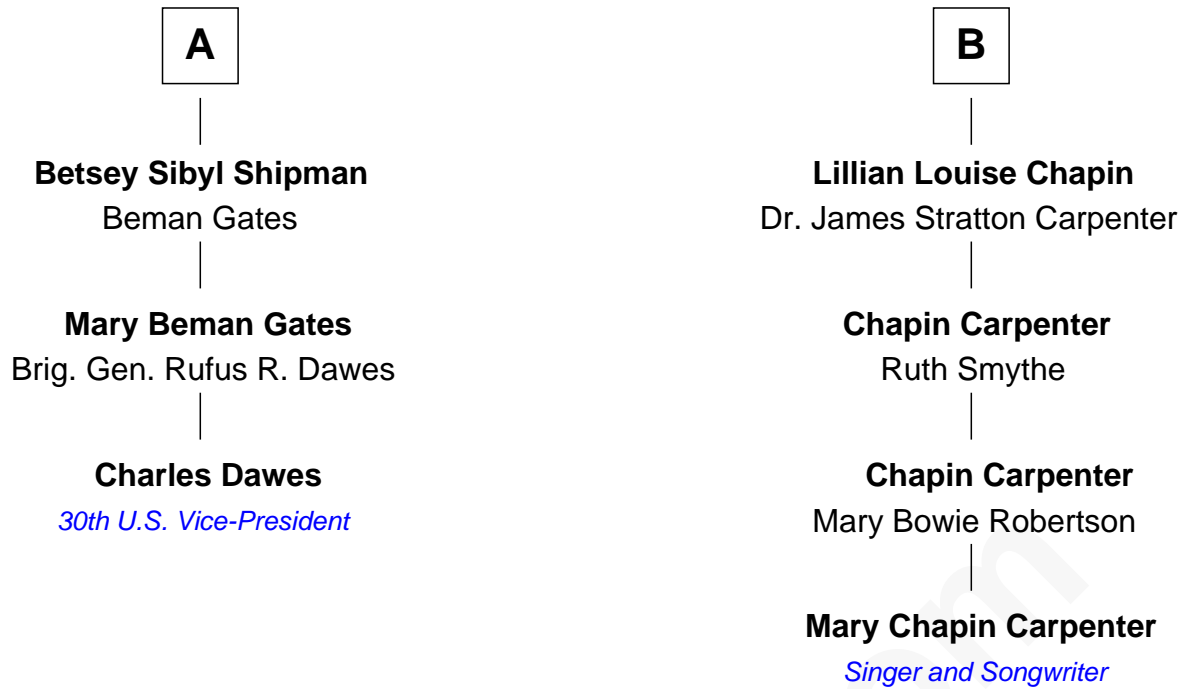 A
Betsey Sibyl Shipman
Beman Gates
Mary Beman Gates
Brig. Gen. Rufus R. Dawes
Charles Dawes
30th U.S. Vice-President
B
Lillian Louise Chapin
Dr. James Stratton Carpenter
Chapin Carpenter
Ruth Smythe
Chapin Carpenter
Mary Bowie Robertson
Mary Chapin Carpenter
Singer and Songwriter